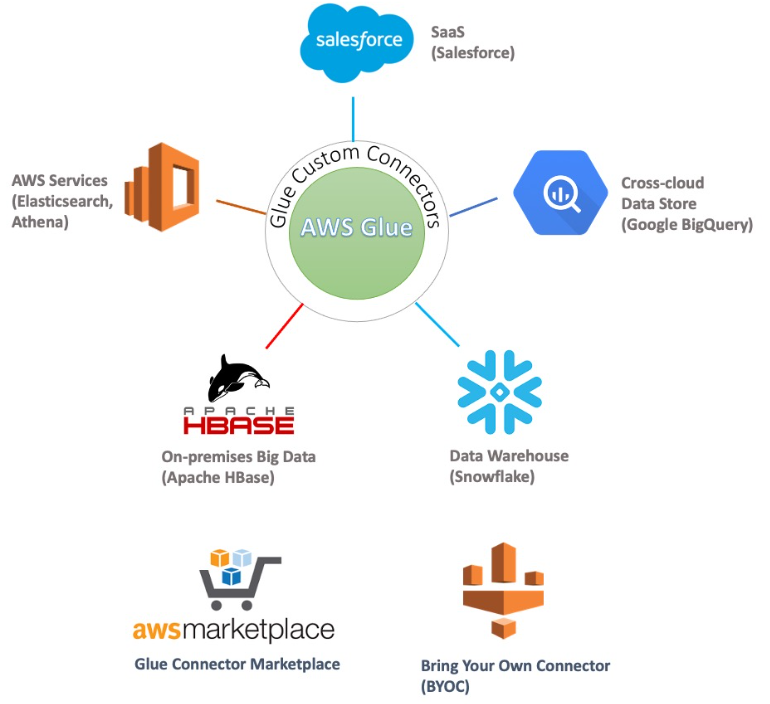 salesforce
SaaS
(Salesforce)
Glue Custom Connectors
AWS Glue
AWS Services
(Elasticsearch,
Athena)
Cross-cloud
Data Store
(Google BigQuery)
APACHE
HBASE
On-premises Big Data
(Apache HBase)
Data Warehouse
(Snowflake)
awsmarketplace
Glue Connector Marketplace
Bring Your Own Connector
(BYOC)